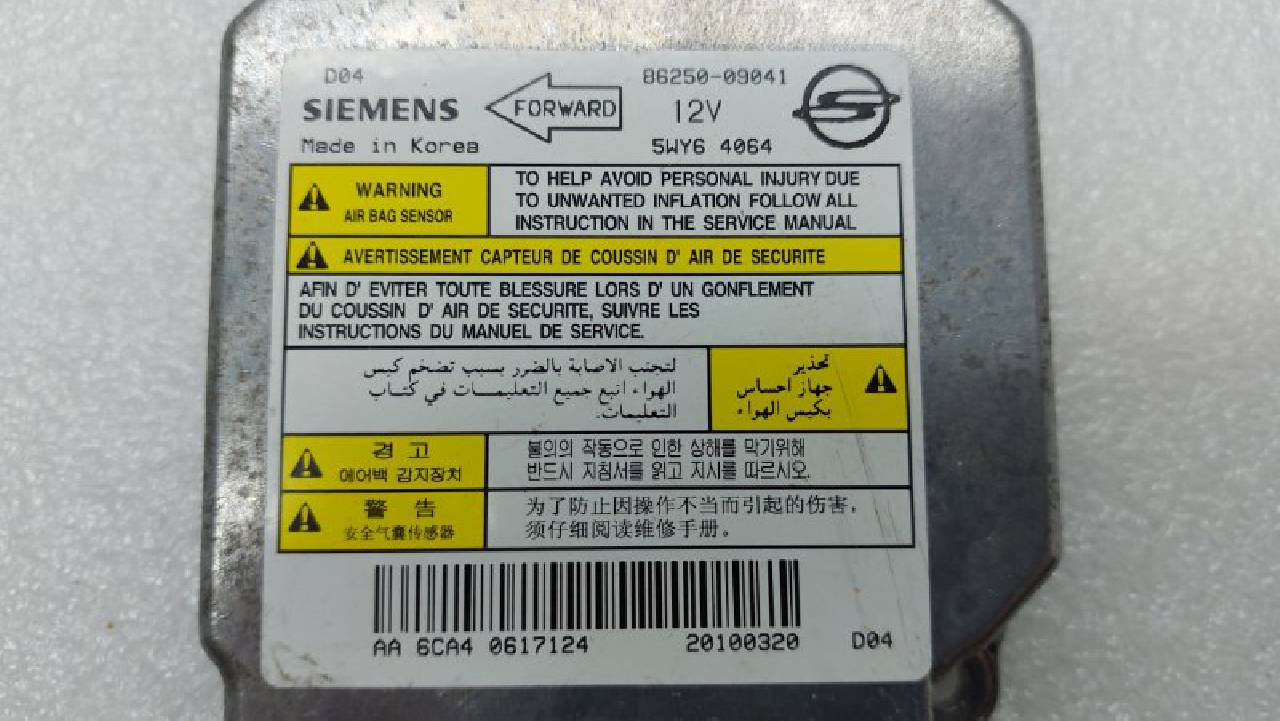 D04
86250-09041
SIEMENS
FORWARD
12V
Made in Korea
5WY6 4064
WARNING
AIR BAG SENSOR
TO HELP AVOID PERSONAL INJURY DUE
TO UNWANTED INFLATION FOLLOW ALL
INSTRUCTION IN THE SERVICE MANUAL
AVERTISSEMENT CAPTEUR DE COUSSIN D' AIR DE SECURITE
AFIN D' EVITER TOUTE BLESSURE LORS D' UN GONFLEMENT
DU COUSSIN D' AIR DE SECURITE, SUIVRE LES
INSTRUCTIONS DU MANUEL DE SERVICE.
تحذير
جهاز احساس
بكيس الهواء
لتجنب الاصابة بالضرر بسبب تضخم كيس
الهواء اتبع جميع التعليمات في كتاب
التعليمات.
경 고
에어백 감지장치
불의의 작동으로 인한 상해를 막기위해
반드시 지침서를 읽고 지시를 따르시오.
警 告
安全气囊传感器
为了防止因操作不当而引起的伤害,
须仔细阅读维修手册。
AA 6CA4 0617124
20100320
D04